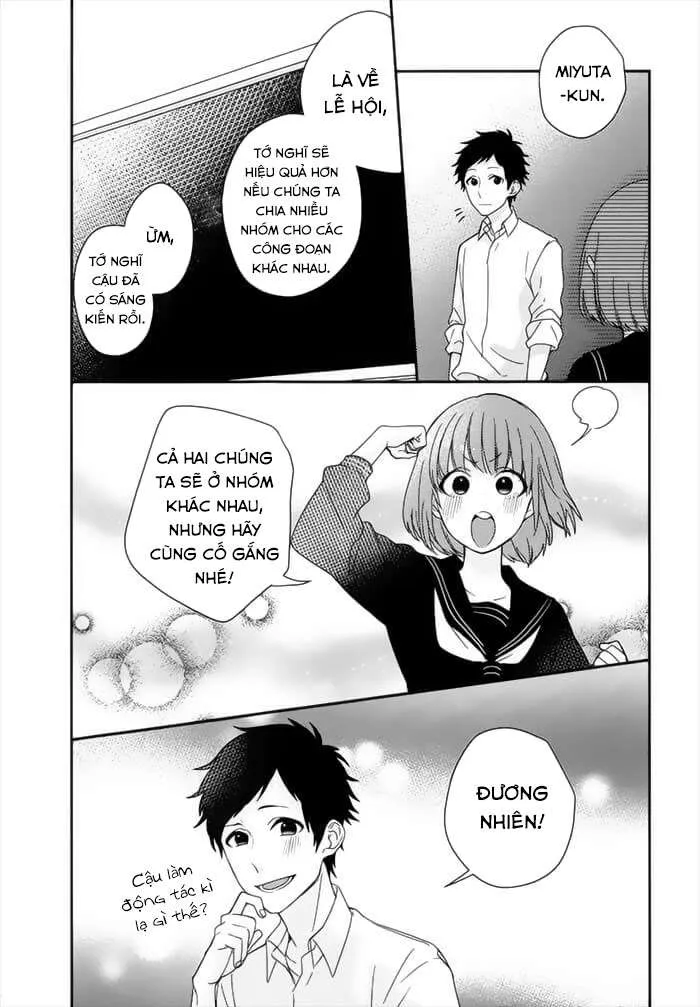 MIYUTA
-KUN.
LÀ VỀ
LỄ HỘI,
TỚ NGHĨ SẼ
HIỆU QUẢ HƠN
NẾU CHÚNG TA
CHIA NHIỀU
NHÓM CHO CÁC
CÔNG ĐOẠN
KHÁC NHAU.
ỪM,
TỚ NGHĨ
CẬU ĐÃ
CÓ SÁNG
KIẾN RỒI.
CẢ HAI CHÚNG
TA SẼ Ở NHÓM
KHÁC NHAU,
NHƯNG HÃY
CÙNG CỐ GẮNG
NHÉ!
ĐƯƠNG
NHIÊN!
Cậu làm
động tác kì
lạ gì thế?